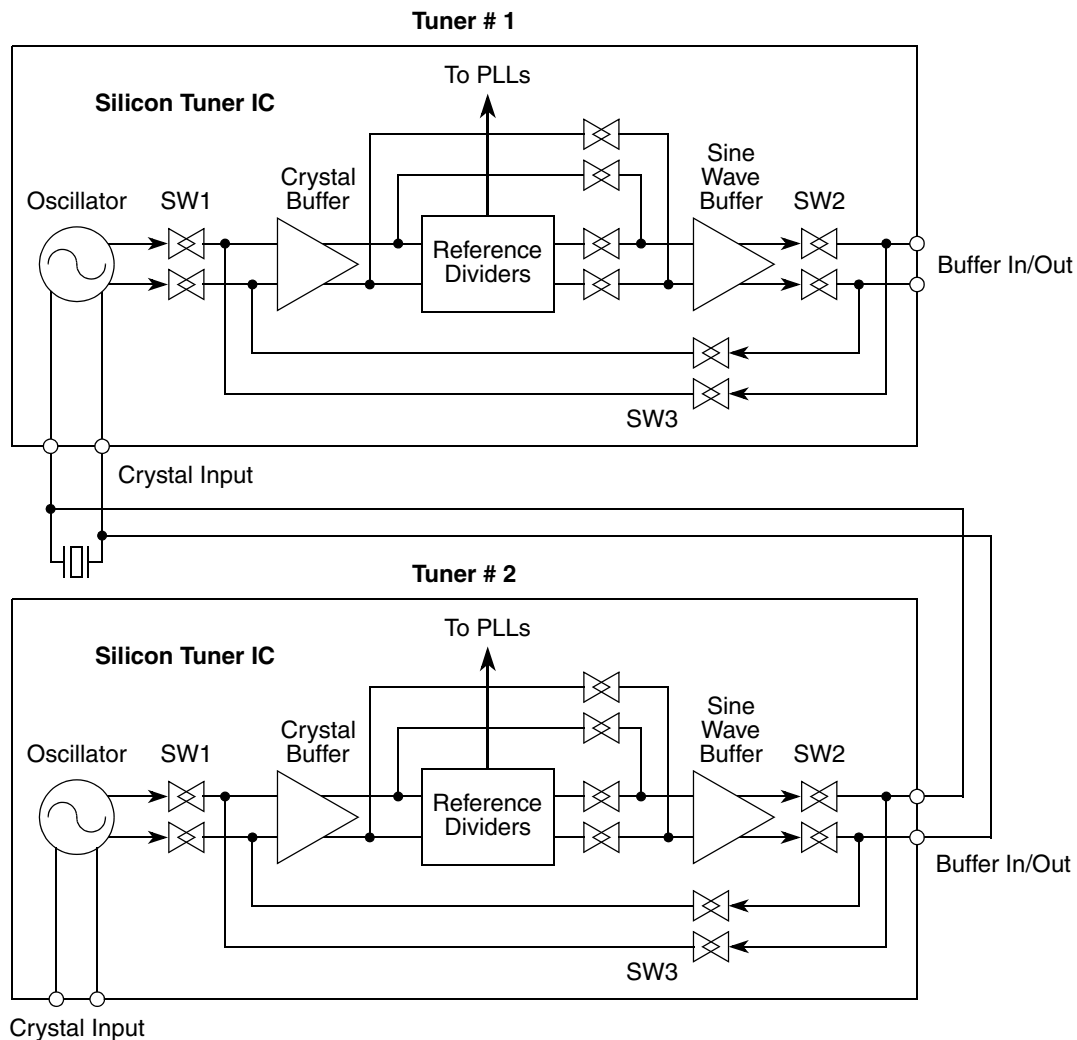 Tuner # 1
To PLLs
Silicon Tuner IC
Oscillator
SW1
Crystal
Buffer
Reference
Dividers
Sine
Wave
Buffer
SW2
Buffer In/Out
SW3
Crystal Input
Tuner # 2
To PLLs
Silicon Tuner IC
Oscillator
SW1
Crystal
Buffer
Reference
Dividers
Sine
Wave
Buffer
SW2
Buffer In/Out
SW3
Crystal Input